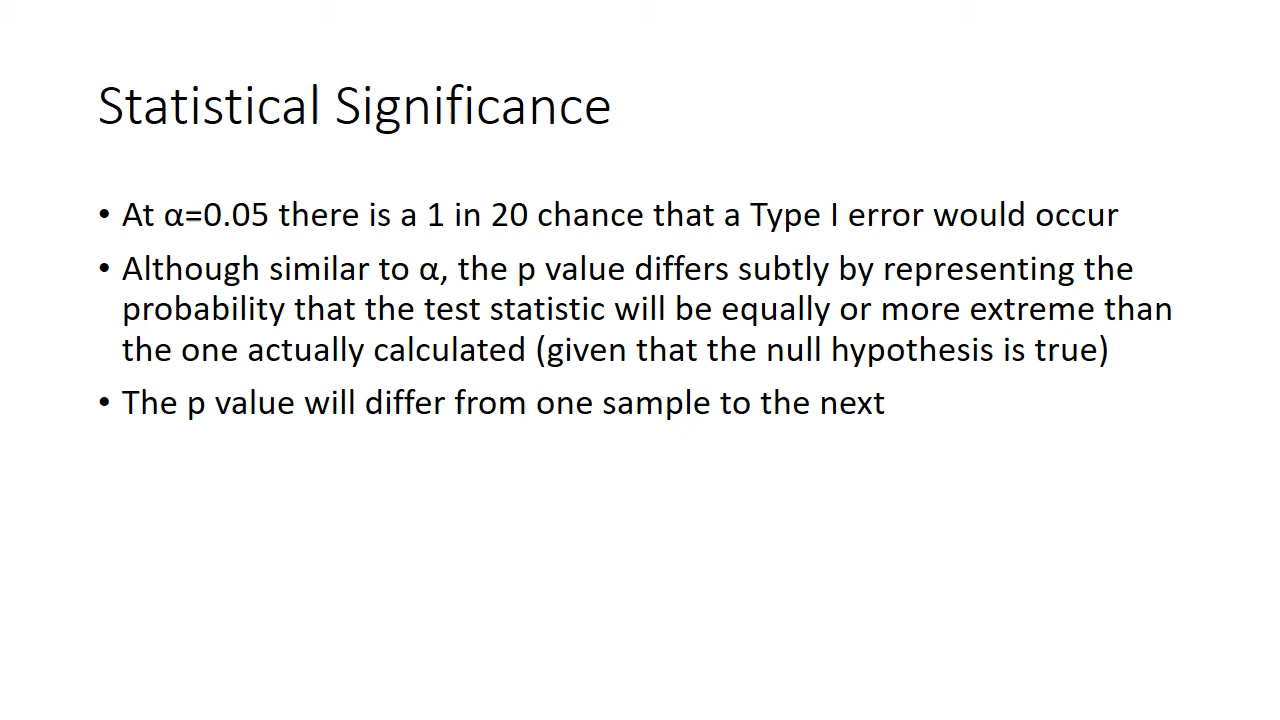 Statistical Significance
• At α=0.05 there is a 1 in 20 chance that a Type I error would occur
• Although similar to α, the p value differs subtly by representing the
probability that the test statistic will be equally or more extreme than
the one actually calculated (given that the null hypothesis is true)
• The p value will differ from one sample to the next